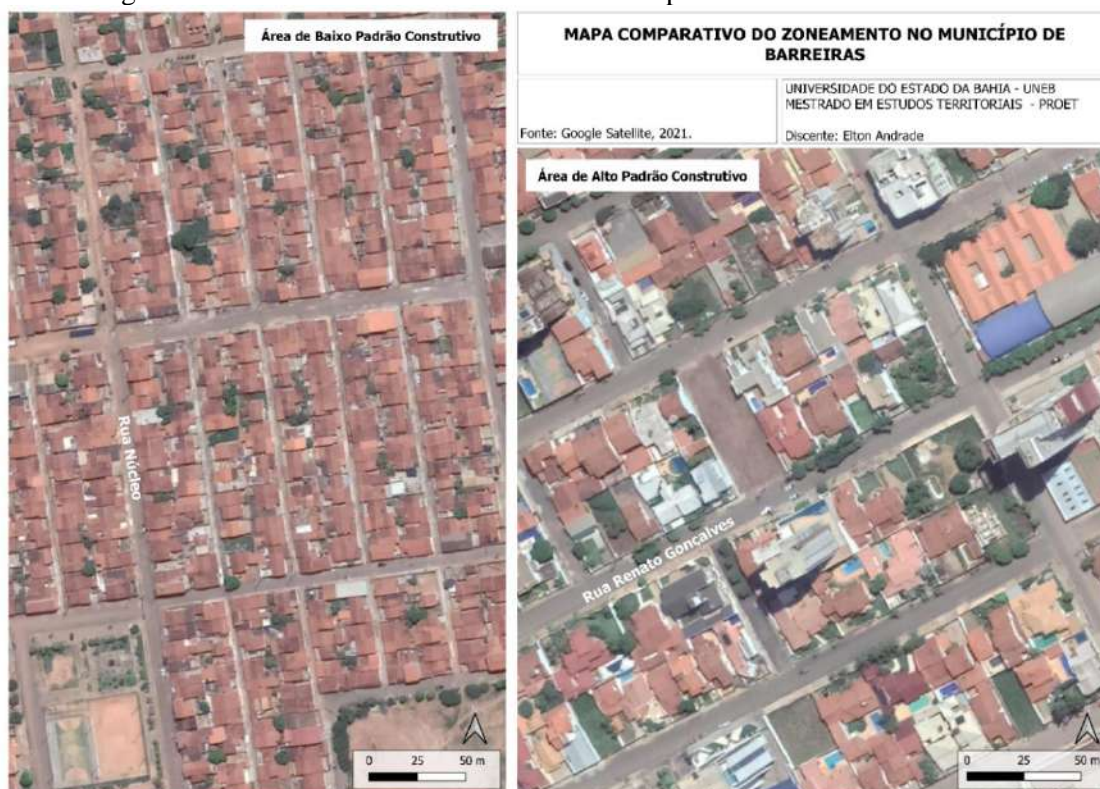 Área de Baixo Padrão Construtivo
Rua Núcleo
0 25 50 m
MAPA COMPARATIVO DO ZONEAMENTO NO MUNICÍPIO DE
BARREIRAS
Fonte: Google Satellite, 2021.
UNIVERSIDADE DO ESTADO DA BAHIA - UNEB
MESTRADO EM ESTUDOS TERRITORIAIS - PROET
Discente: Elton Andrade
Área de Alto Padrão Construtivo
Rua Renato Gonçalves
0 25 50 m